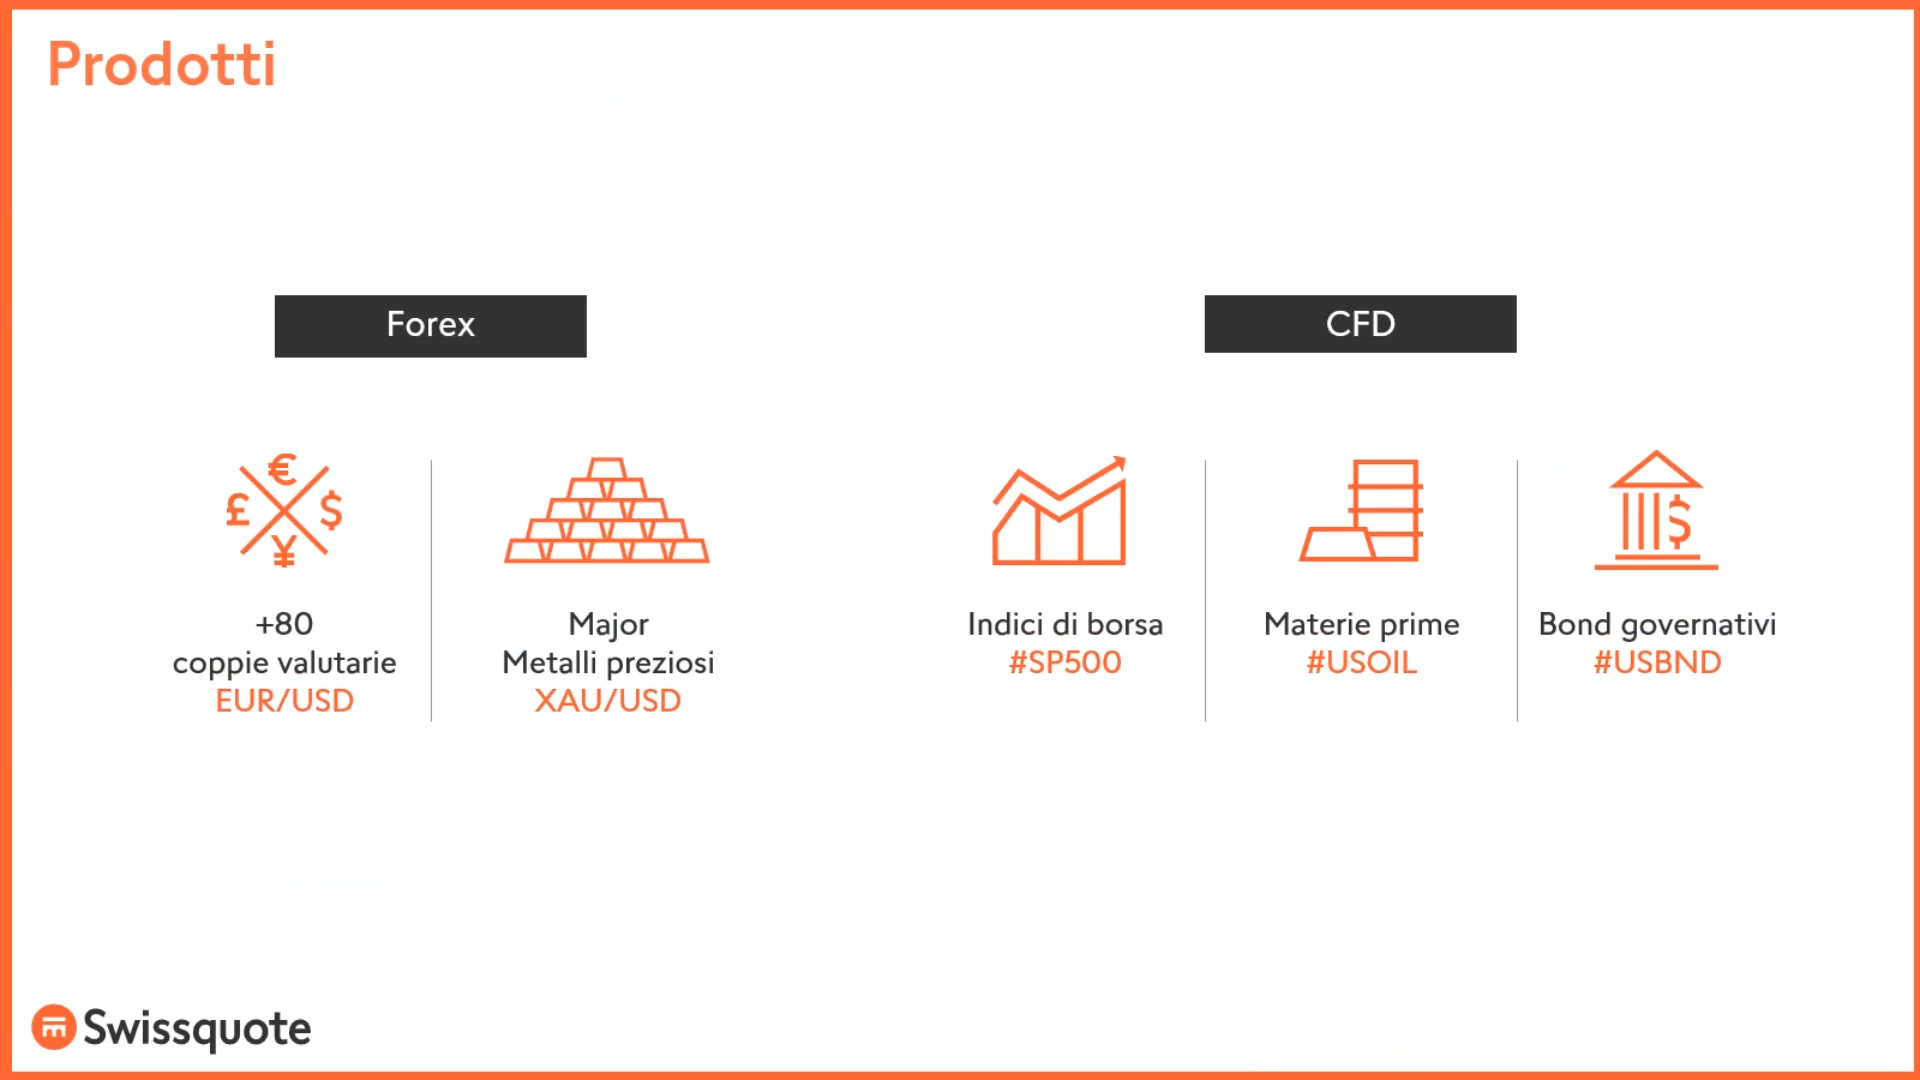 Prodotti
Forex
+80
coppie valutarie
EUR/USD
Major
Metalli preziosi
XAU/USD
CFD
Indici di borsa
#SP500
Materie prime
#USOIL
Bond governativi
#USBND
Swissquote